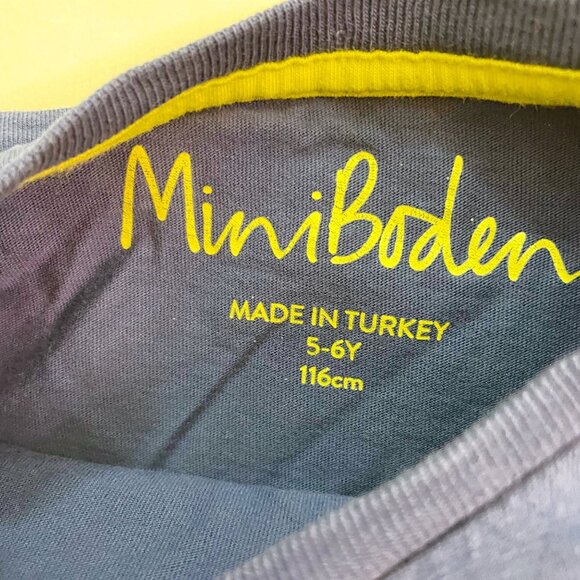 MiniBoden
MADE IN TURKEY
5-6Y
116cm